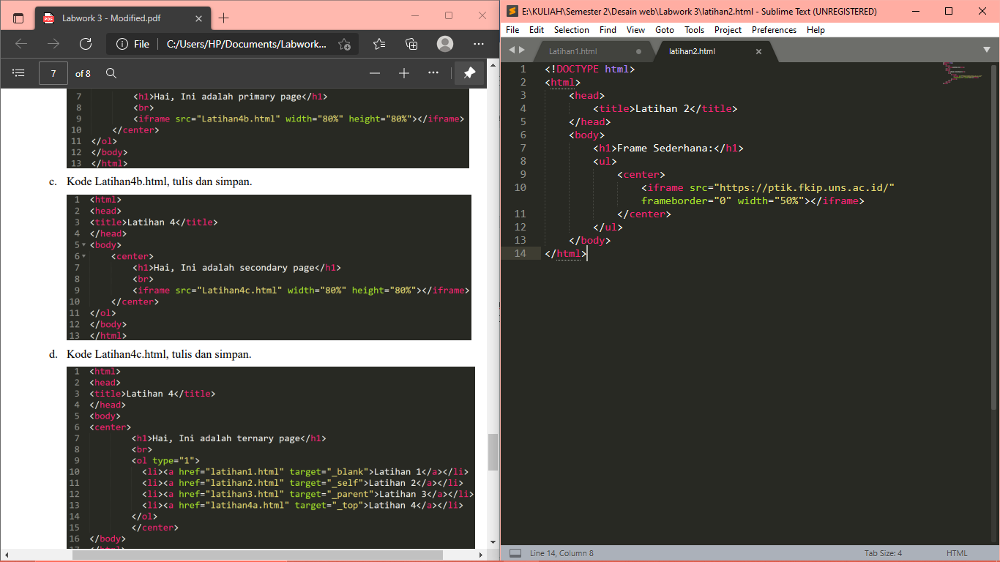 Labwork 3 - Modified.pdf
File
C:/Users/HP/Documents/Labwork...
7 of 8
7 <h1>Hai, Ini adalah primary page</h1>
8 <br>
9 <iframe src="Latihan4b.html" width="80%" height="80%"></iframe>
10 </center>
11 </ol>
12 </body>
13 </html>
c. Kode Latihan4b.html, tulis dan simpan.
1 <html>
2 <head>
3 <title>Latihan 4</title>
4 </head>
5 <body>
6 <center>
7 <h1>Hai, Ini adalah secondary page</h1>
8 <br>
9 <iframe src="Latihan4c.html" width="80%" height="80%"></iframe>
10 </center>
11 </ol>
12 </body>
13 </html>
d. Kode Latihan4c.html, tulis dan simpan.
1 <html>
2 <head>
3 <title>Latihan 4</title>
4 </head>
5 <body>
6 <center>
7 <h1>Hai, Ini adalah ternary page</h1>
8 <br>
9 <ol type="1">
10 <li><a href="latihan1.html" target="_blank">Latihan 1</a></li>
11 <li><a href="latihan2.html" target="_self">Latihan 2</a></li>
12 <li><a href="latihan3.html" target="_parent">Latihan 3</a></li>
13 <li><a href="latihan4a.html" target="_top">Latihan 4</a></li>
14 </ol>
15 </center>
16 </body>
17 </html>
E:\KULIAH\Semester 2\Desain web\Labwork 3\latihan2.html - Sublime Text (UNREGISTERED)
File Edit Selection Find View Goto Tools Project Preferences Help
Latihan1.html
latihan2.html
1 <!DOCTYPE html>
2 <html>
3 <head>
4 <title>Latihan 2</title>
5 </head>
6 <body>
7 <h1>Frame Sederhana:</h1>
8 <ul>
9 <center>
10 <iframe src="https://ptik.fkip.uns.ac.id/"
frameborder="0" width="50%"></iframe>
11 </center>
12 </ul>
13 </body>
14 </html>
Line 14, Column 8
Tab Size: 4
HTML